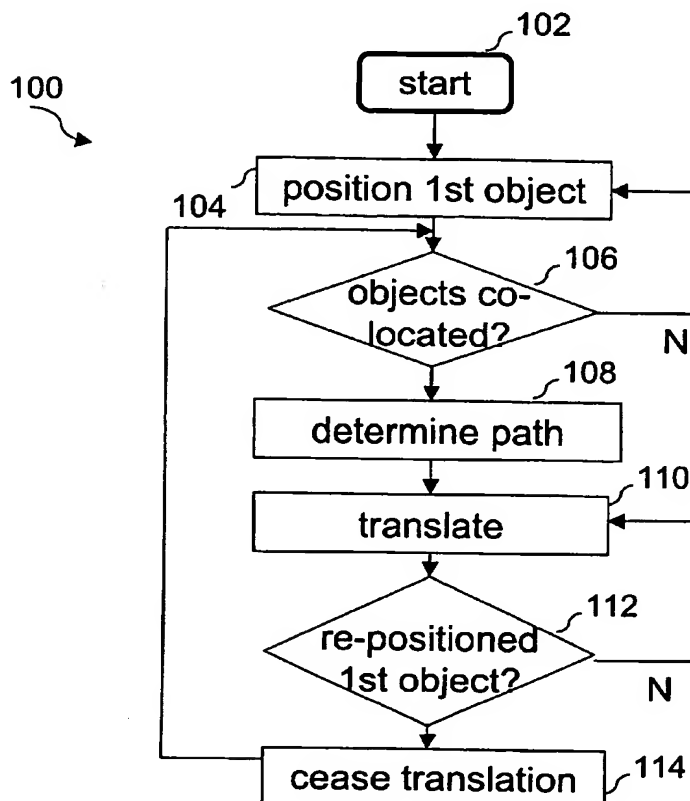 102
start
100
position 1st object
104
106
objects co-
located?
N
108
determine path
110
translate
112
re-positioned
1st object?
N
cease translation
114